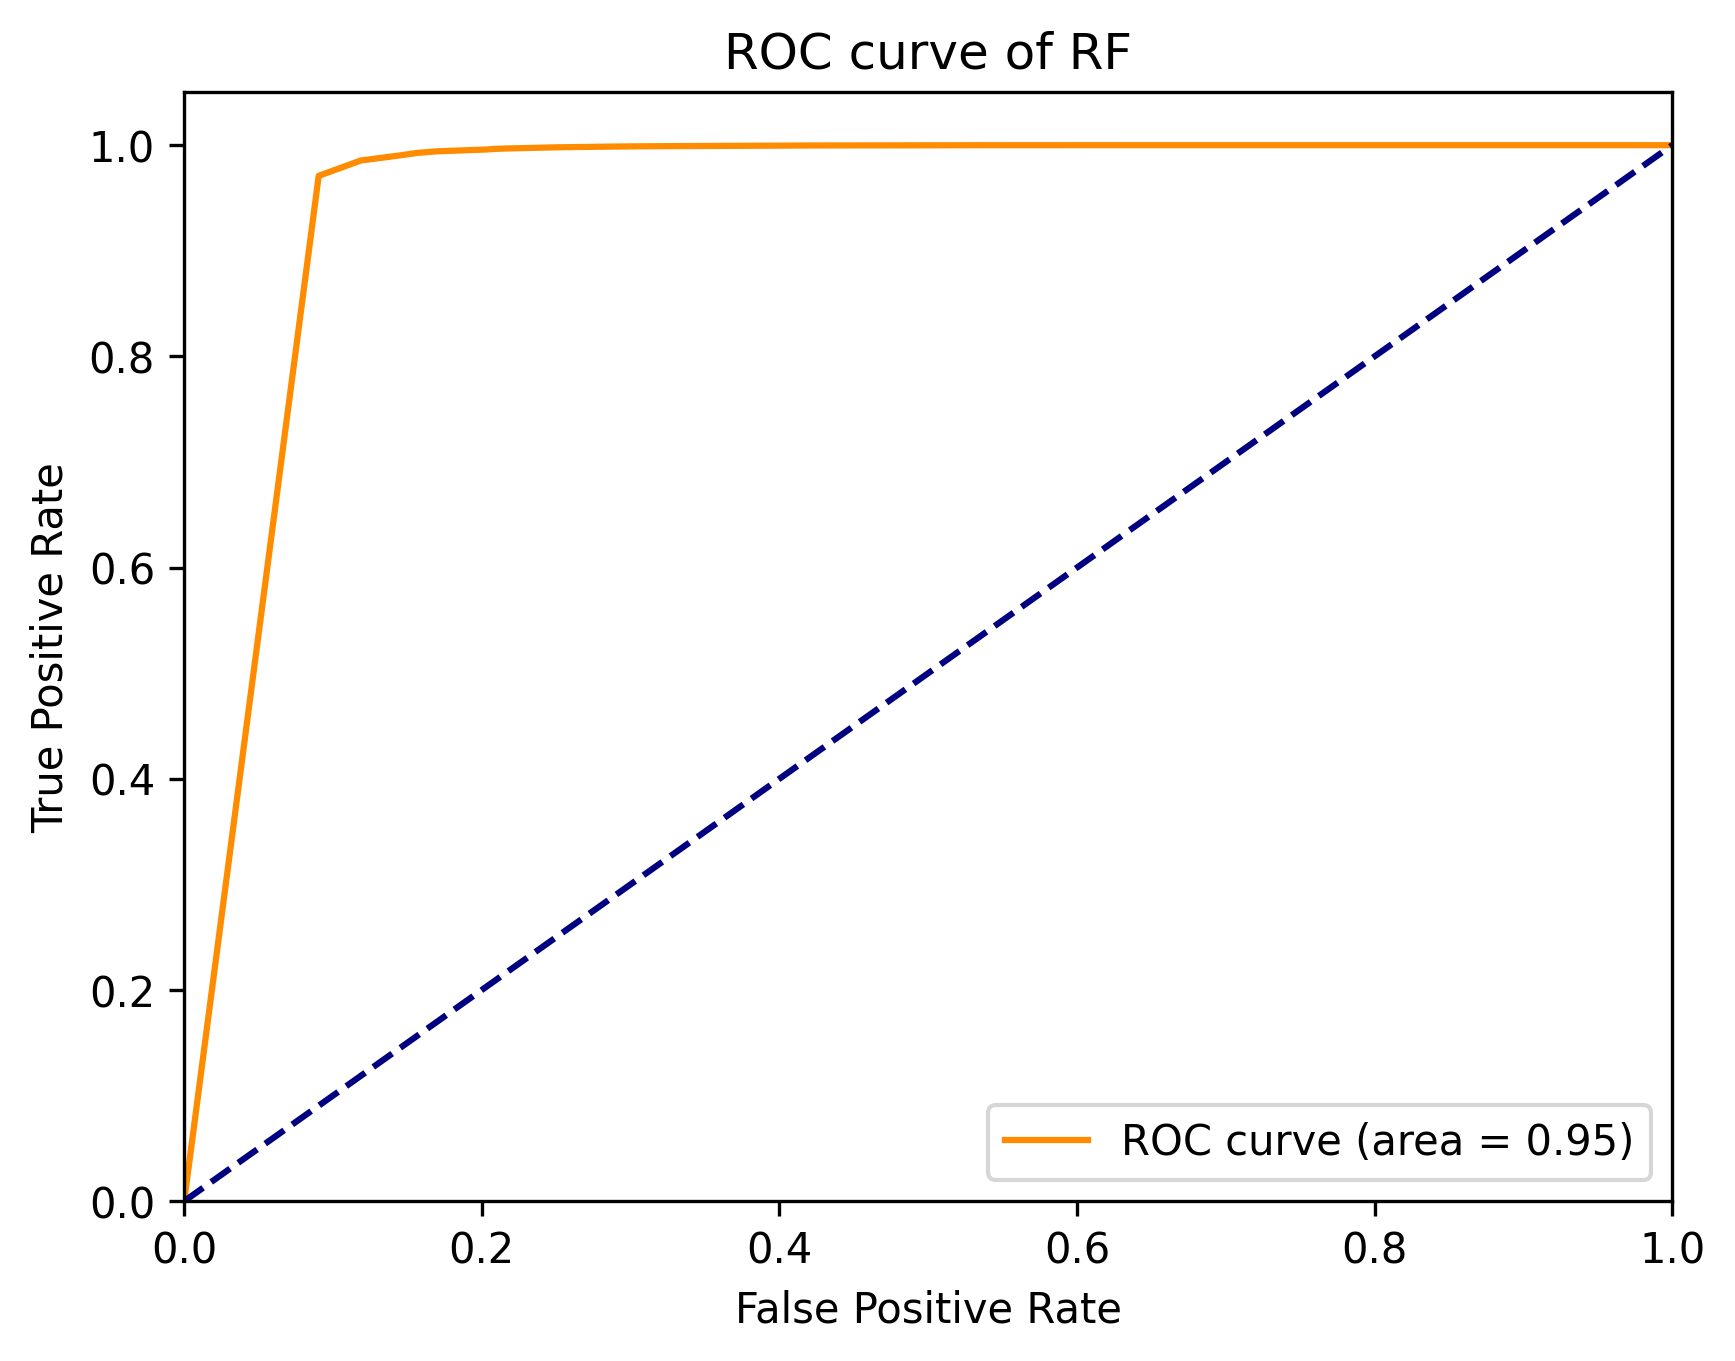 ROC curve of RF
True Positive Rate
1.0
0.8
0.6
0.4
0.2
0.0
ROC curve (area = 0.95)
0.0 0.2 0.4 0.6 0.8 1.0
False Positive Rate